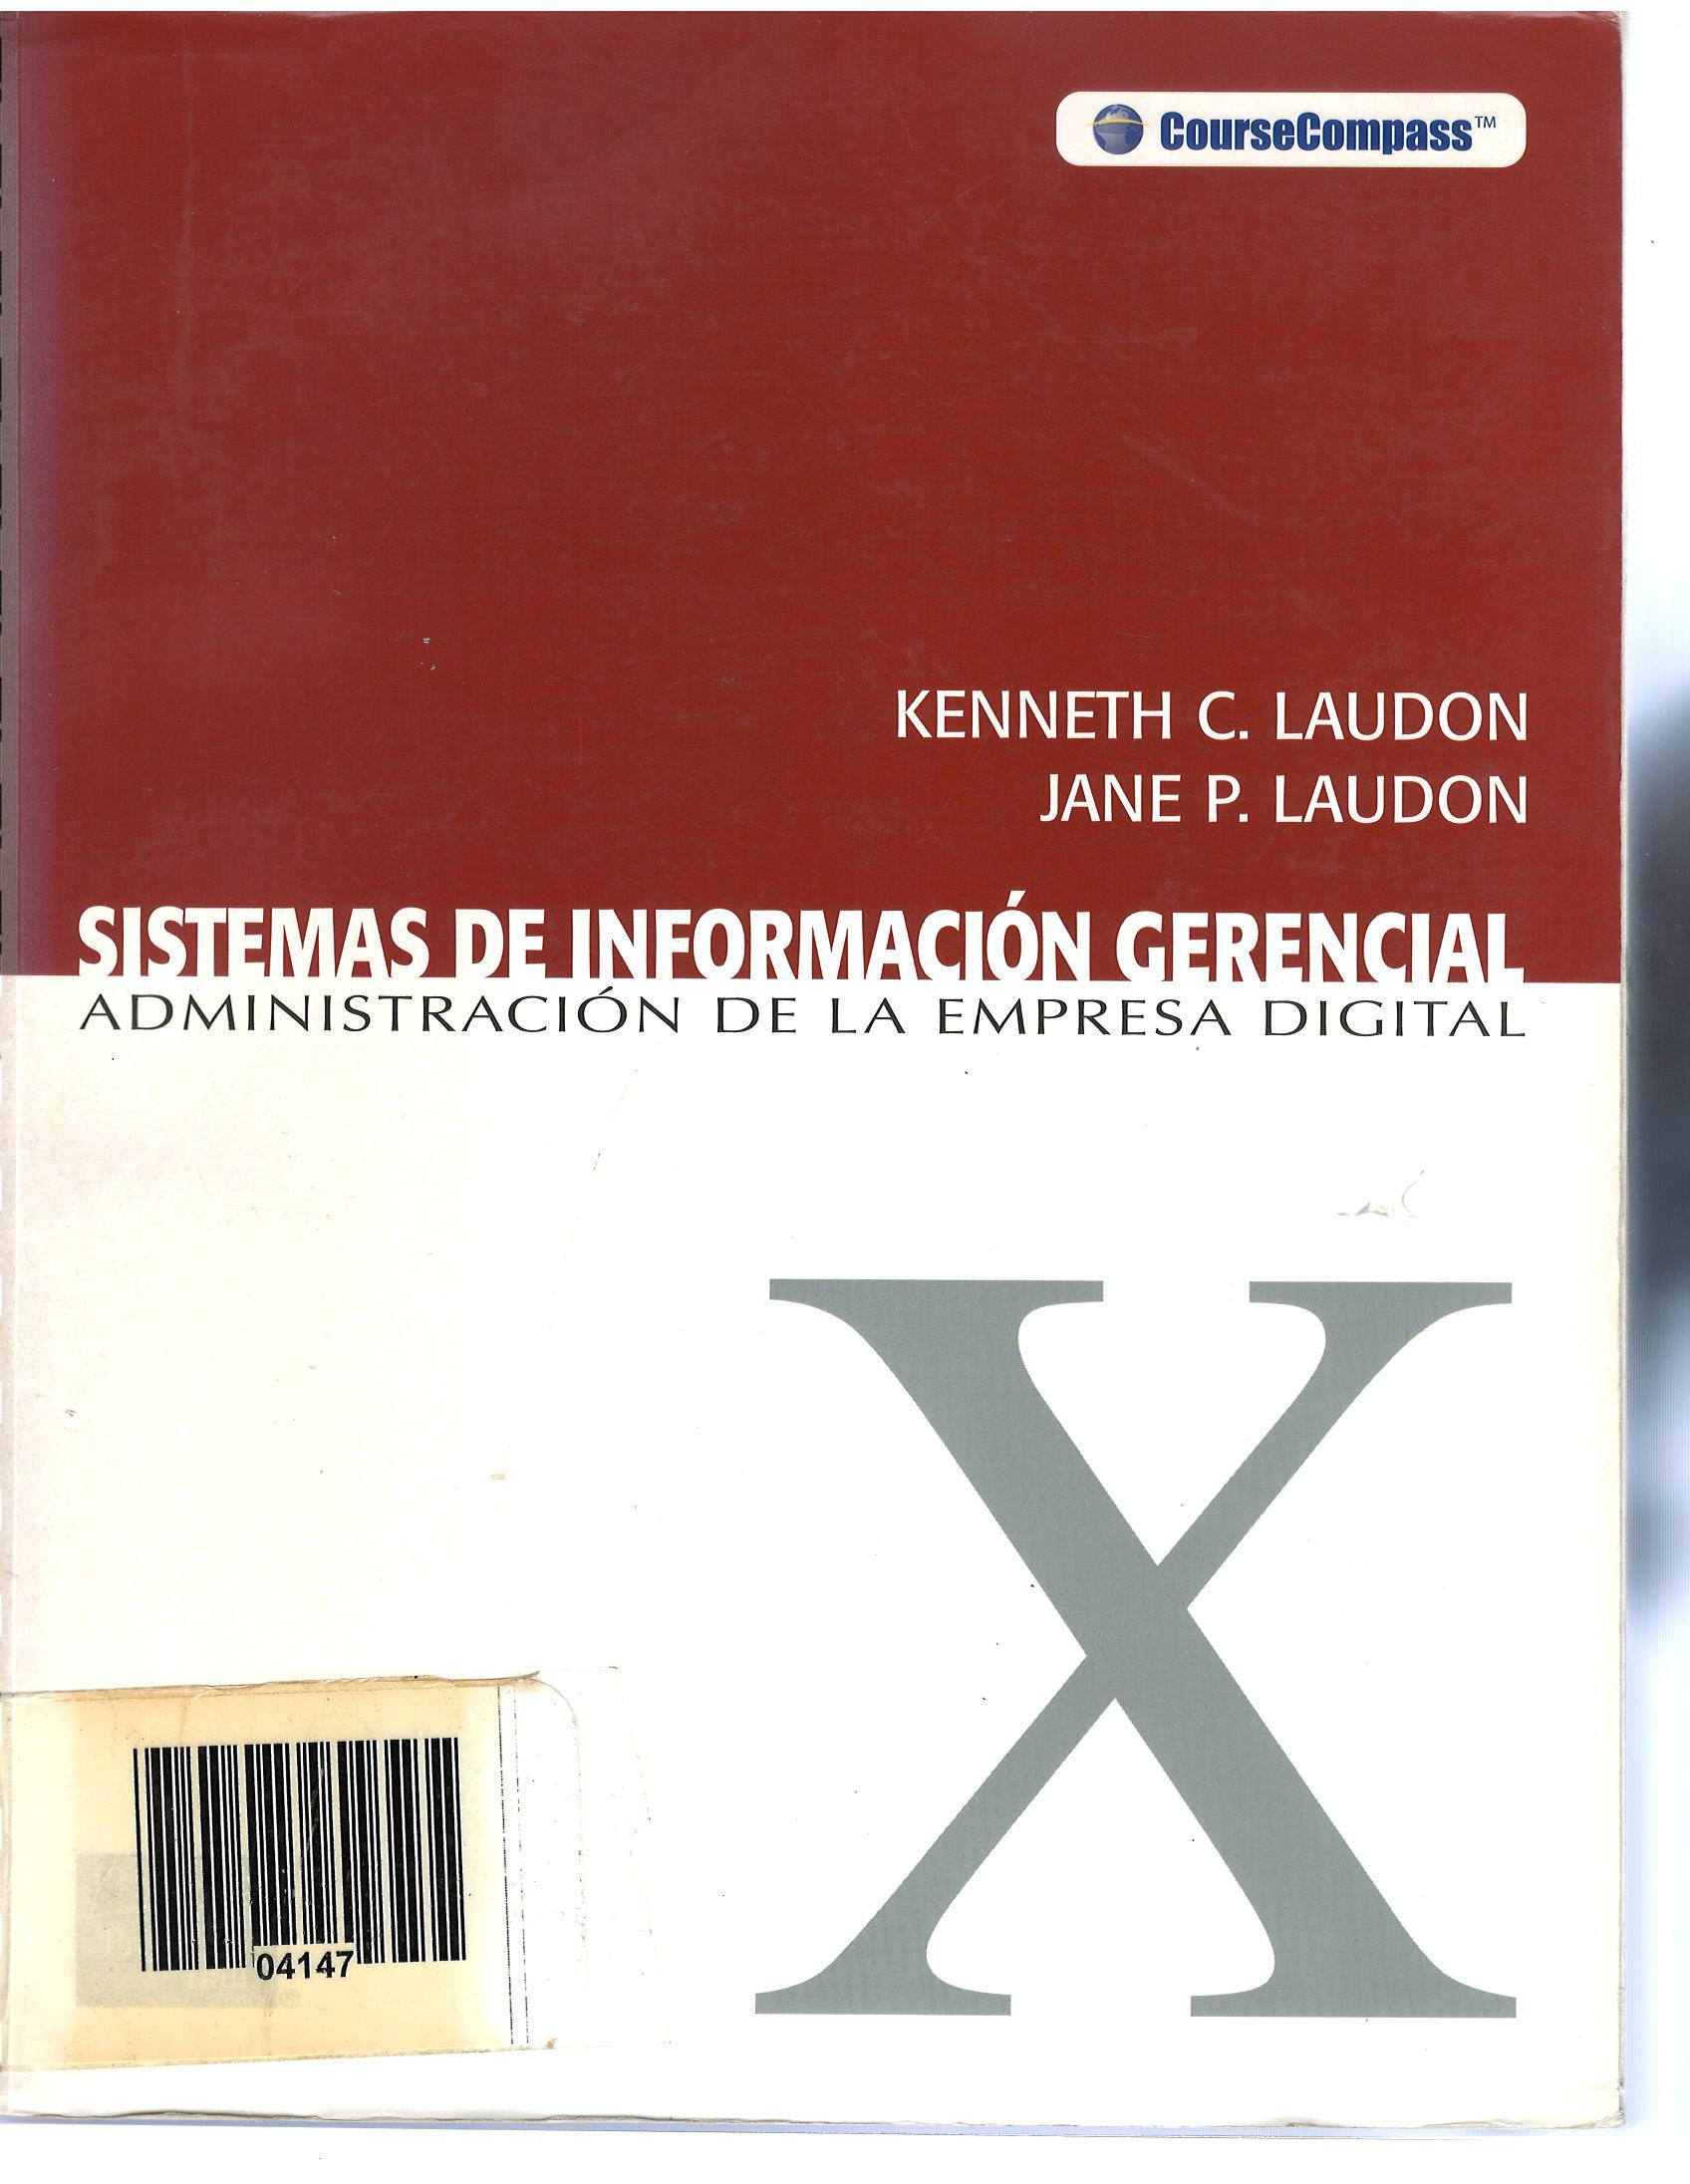 CourseCompass™
KENNETH C. LAUDON
JANE P. LAUDON
SISTEMAS DE INFORMACIÓN GERENCIAL
ADMINISTRACIÓN DE LA EMPRESA DIGITAL
X
04147